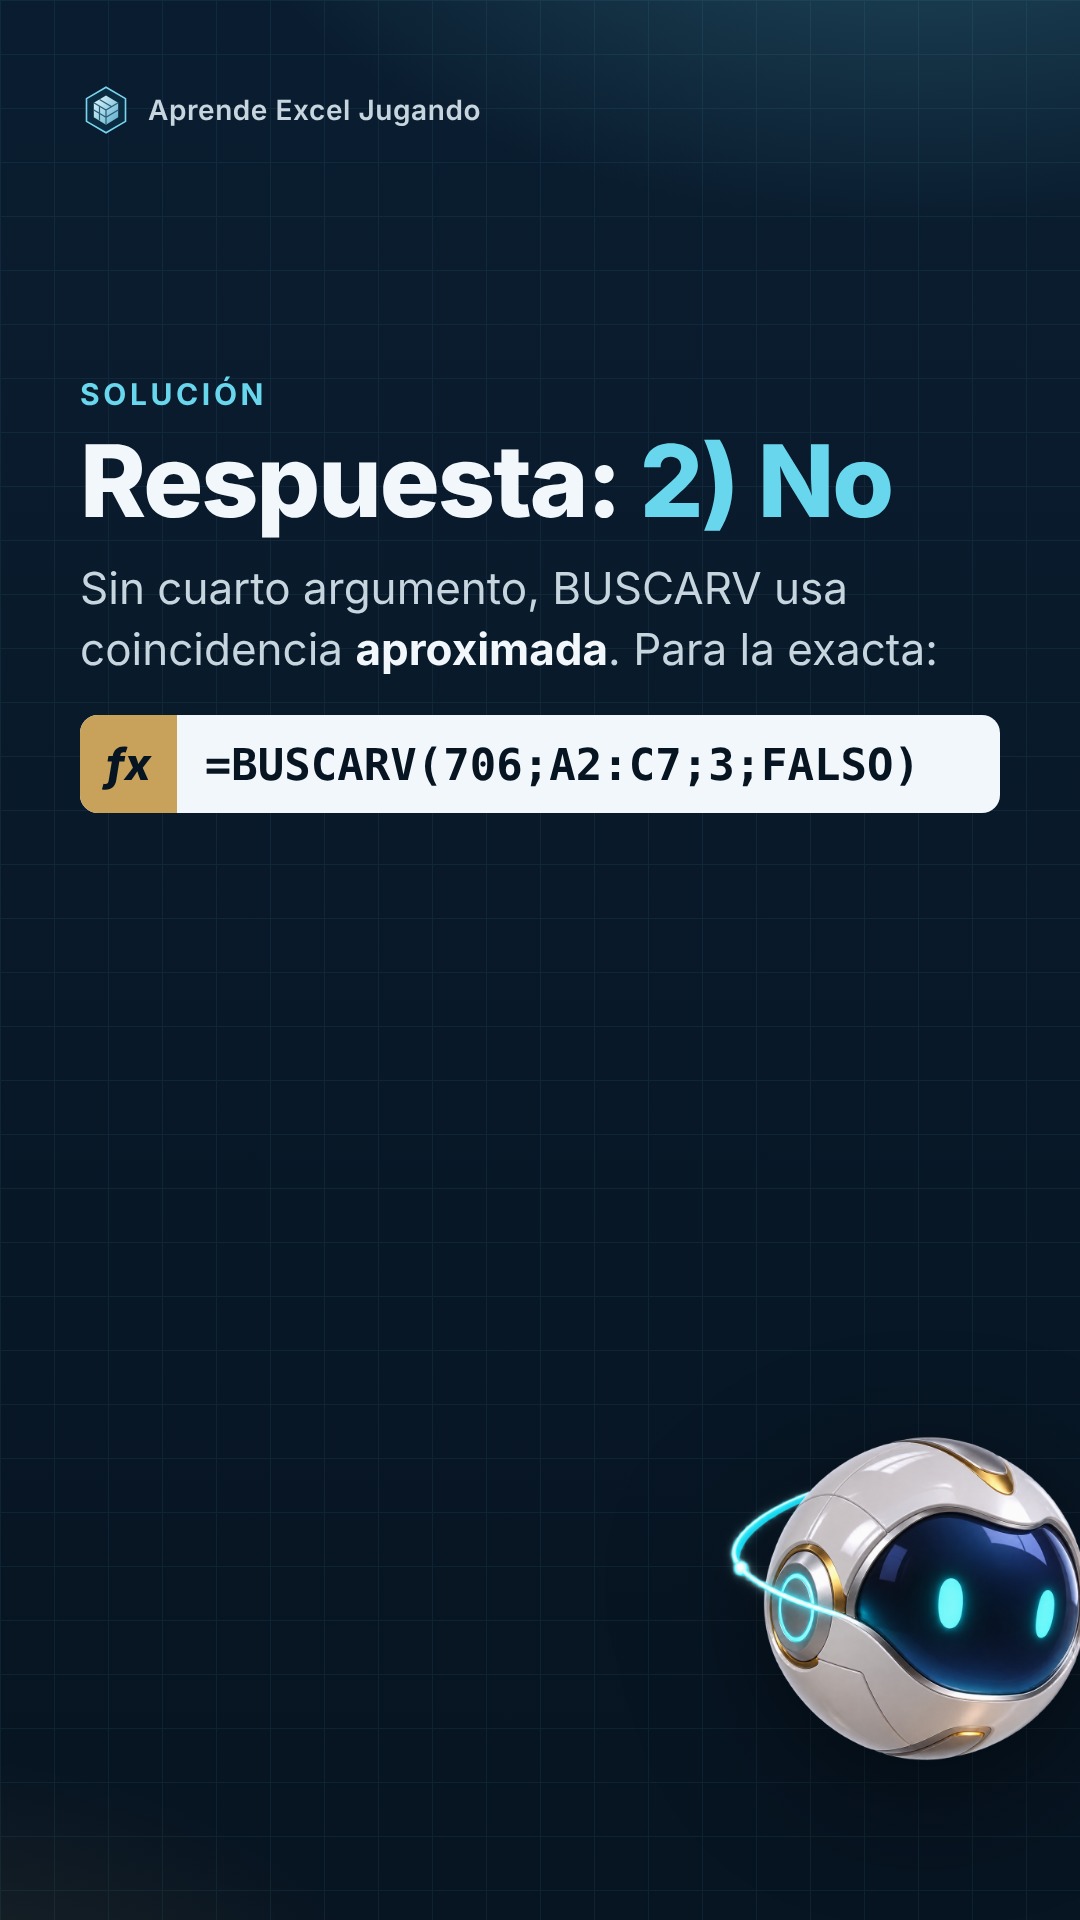 Aprende Excel Jugando
SOLUCIÓN
Respuesta: 2) No
Sin cuarto argumento, BUSCARV usa
coincidencia aproximada. Para la exacta:
fx =BUSCARV(706;A2:C7;3;FALSO)